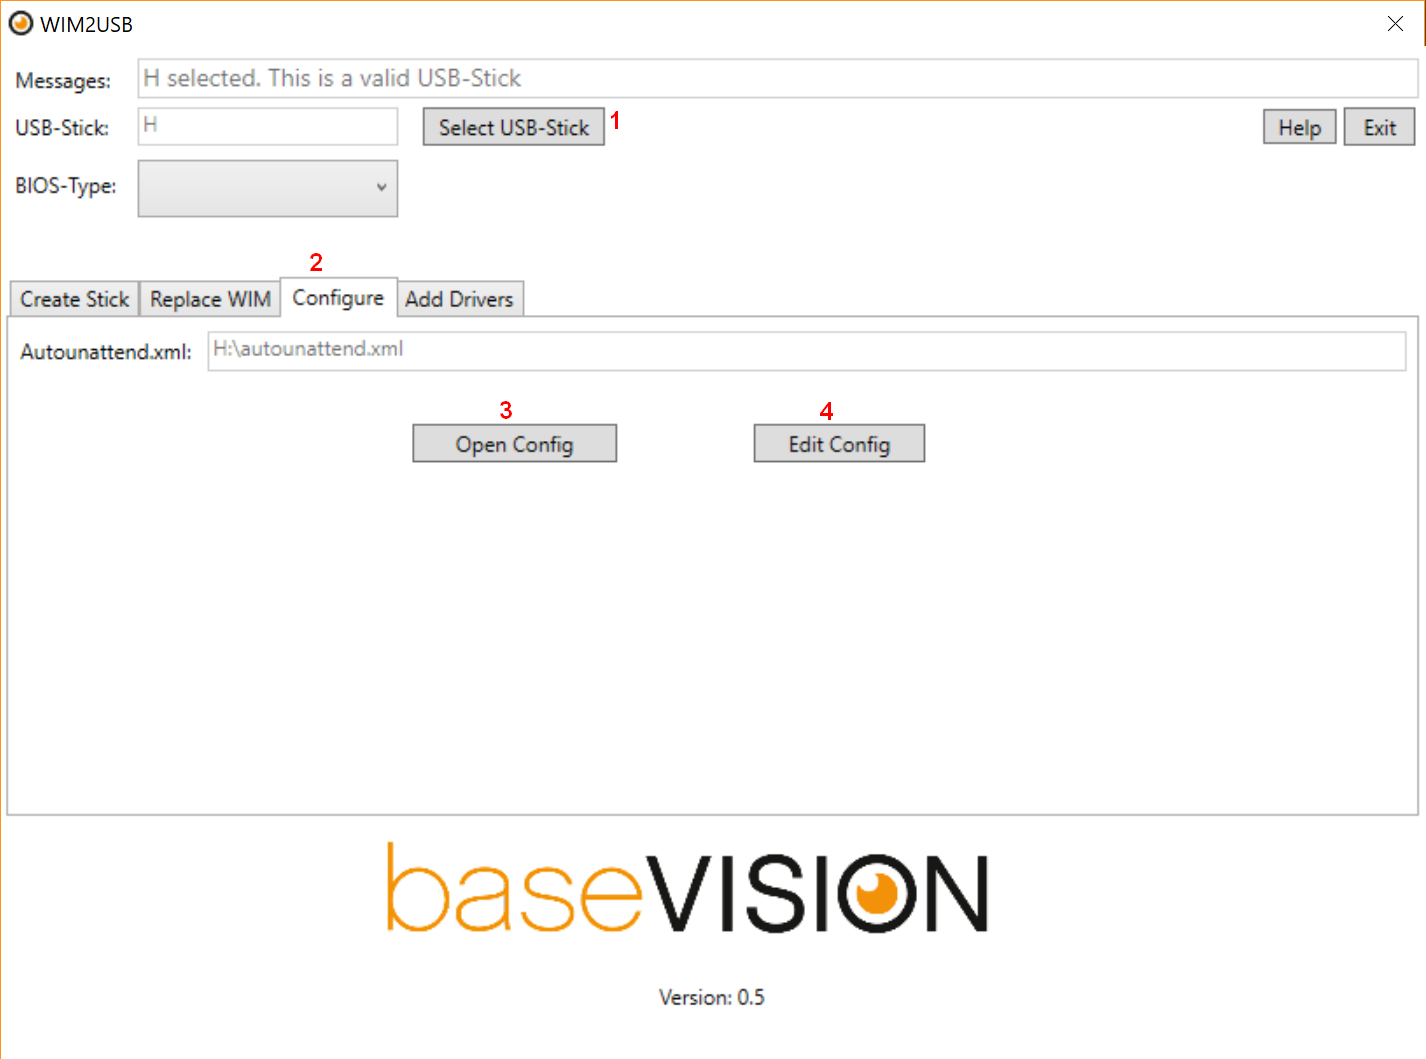 WIM2USB
Messages: H selected. This is a valid USB-Stick
USB-Stick: H Select USB-Stick 1 Help Exit
BIOS-Type:
2
Create Stick Replace WIM Configure Add Drivers
Autounattend.xml: H:\autounattend.xml
3 4
Open Config Edit Config
baseVISION
Version: 0.5